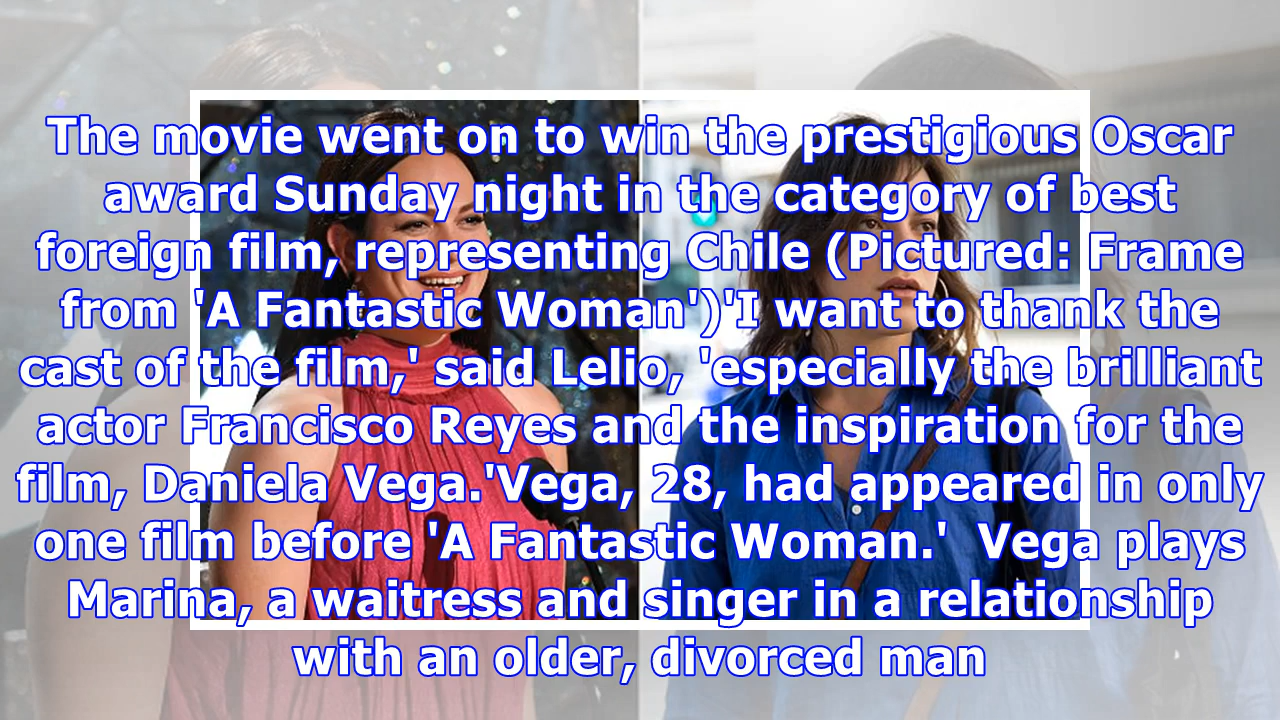 The movie went on to win the prestigious Oscar
award Sunday night in the category of best
foreign film, representing Chile (Pictured: Frame
from 'A Fantastic Woman')'I want to thank the
cast of the film,' said Lelio, 'especially the brilliant
actor Francisco Reyes and the inspiration for the
film, Daniela Vega.'Vega, 28, had appeared in only
one film before 'A Fantastic Woman.'  Vega plays
Marina, a waitress and singer in a relationship
with an older, divorced man